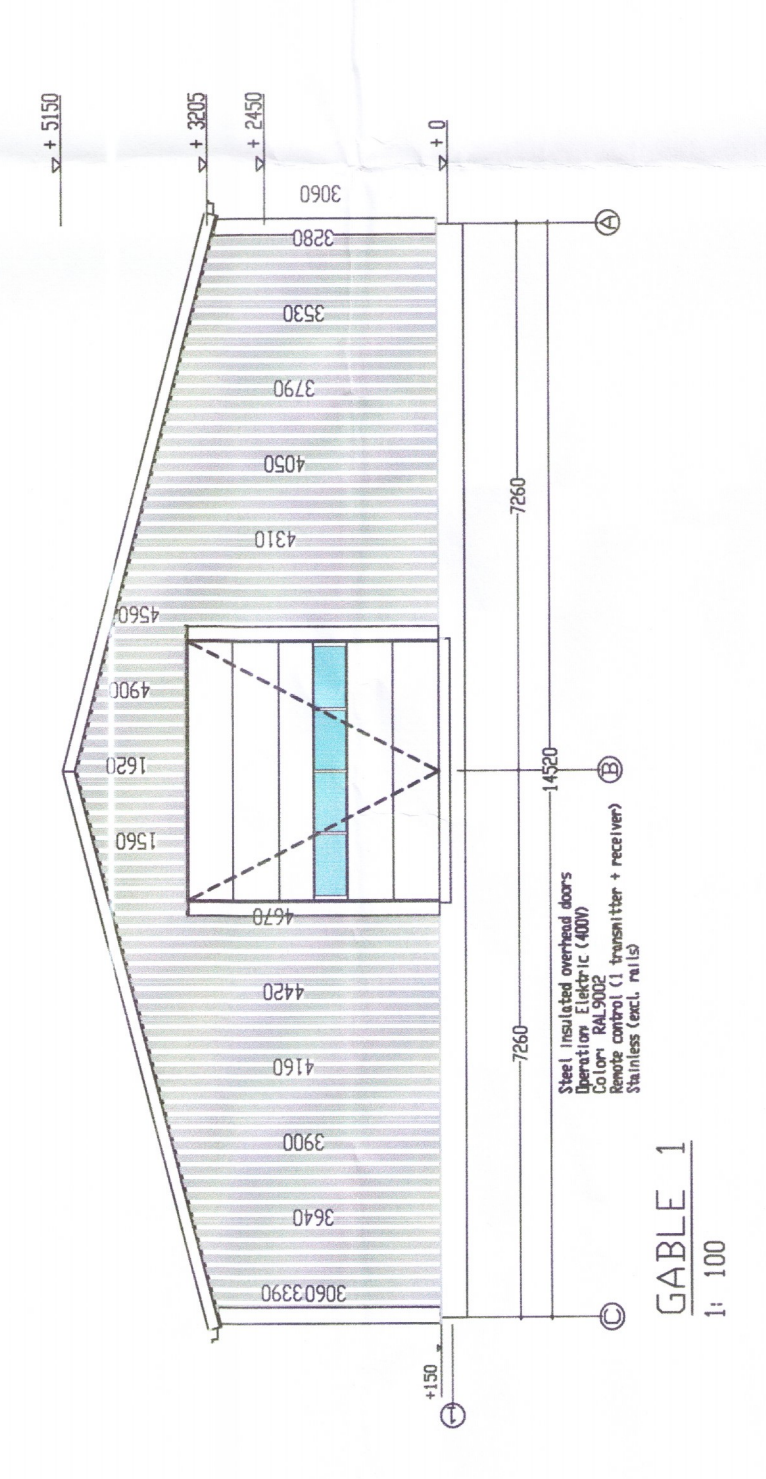 + 5150
+ 3205
+ 2450
+ 0
1560
1620
4900
4560
4670
4310
4420
4050
4160
3790
3900
3530
3640
3280
3060
3060 3390
+150
1
7260
7260
14520
C
B
A
Steel insulated overhead doors
Operation: Elektric (400V)
Color: RAL9002
Remote control (1 transmitter + receiver)
Stainless (excl. rails)
GABLE 1
1: 100